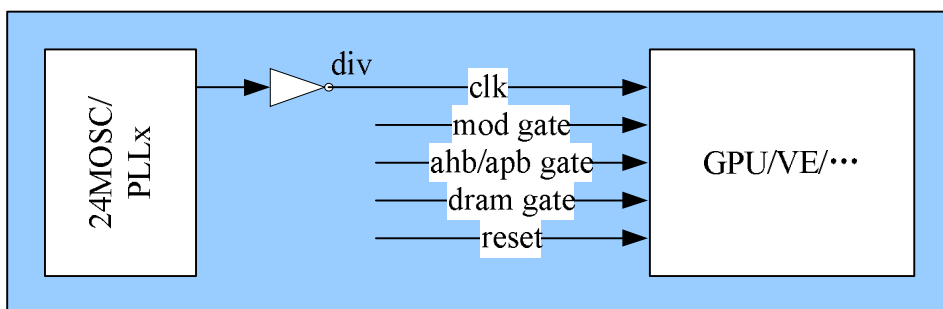 24MOSC/
PLLx
div
clk
mod gate
ahb/apb gate
dram gate
reset
GPU/VE/···